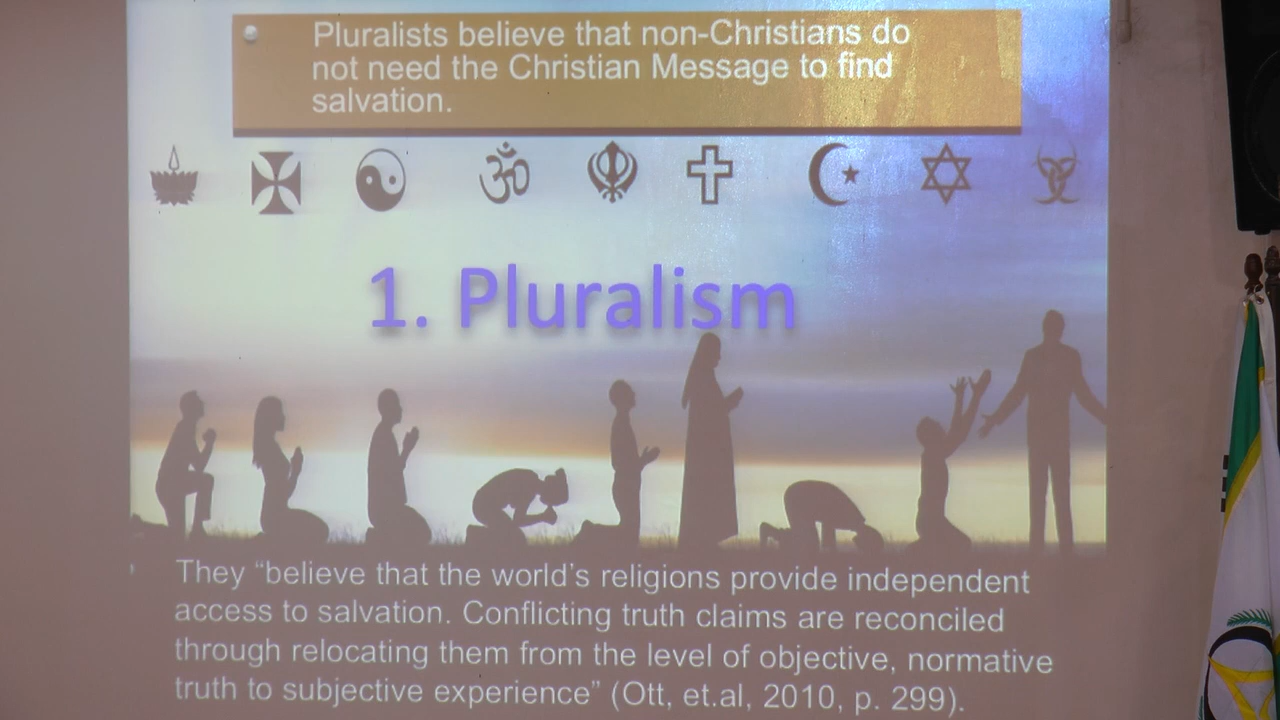 Pluralists believe that non-Christians do
not need the Christian Message to find
salvation.
1. Pluralism
They “believe that the world’s religions provide independent
access to salvation. Conflicting truth claims are reconciled
through relocating them from the level of objective, normative
truth to subjective experience” (Ott, et.al, 2010, p. 299).